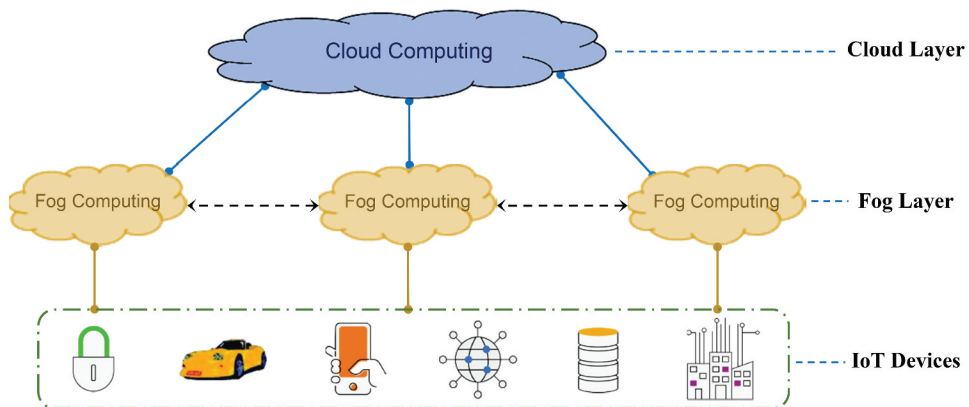 Cloud Computing
Cloud Layer
Fog Computing
Fog Computing
Fog Computing
Fog Layer
IoT Devices